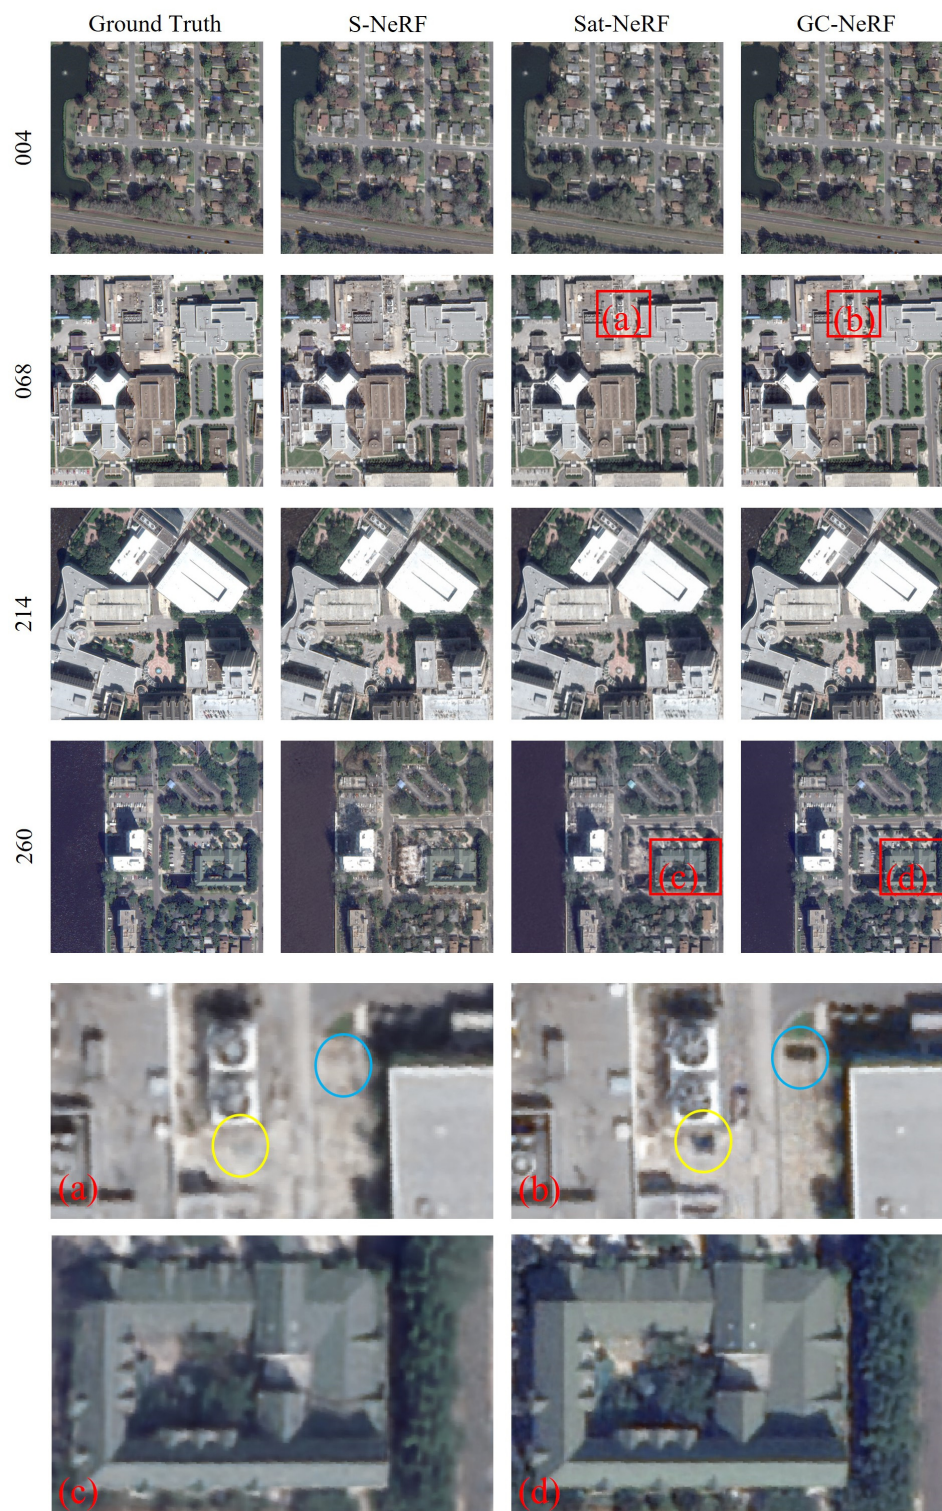 Ground Truth S-NeRF Sat-NeRF GC-NeRF
004
068
(a) (b)
214
260
(c) (d)
(a) (b)
(c) (d)